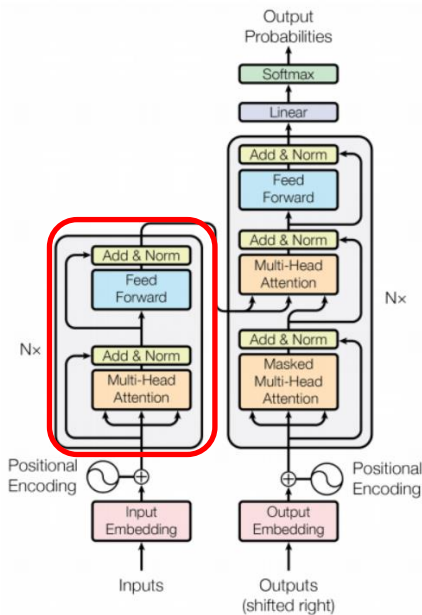 Output
Probabilities
Softmax
Linear
Add & Norm
Feed
Forward
Add & Norm
Multi-Head
Attention
Nx
Add & Norm
Masked
Multi-Head
Attention
Add & Norm
Feed
Forward
Nx
Add & Norm
Multi-Head
Attention
Positional
Encoding
Positional
Encoding
Input
Embedding
Output
Embedding
Inputs
Outputs
(shifted right)